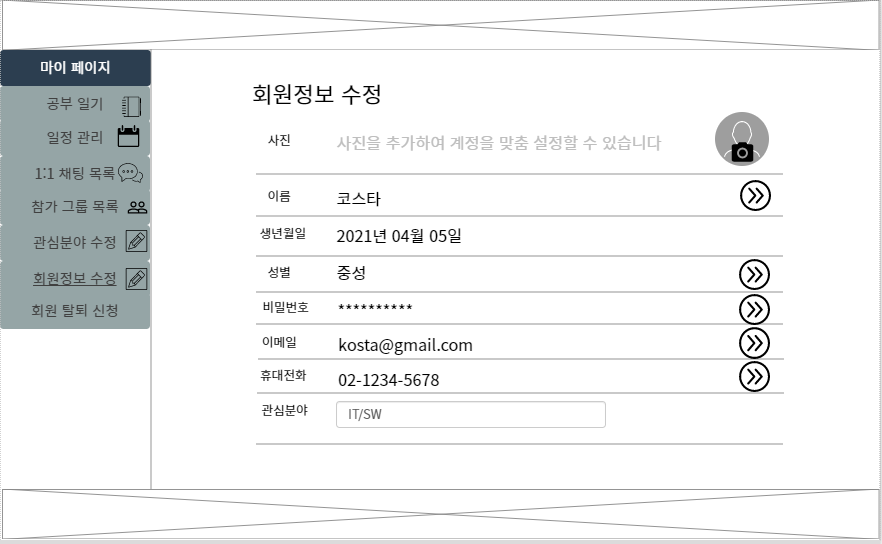 마이 페이지
공부 일기
일정 관리
1:1 채팅 목록
참가 그룹 목록
관심분야 수정
회원정보 수정
회원 탈퇴 신청
회원정보 수정
사진 사진을 추가하여 계정을 맞춤 설정할 수 있습니다
이름 코스타
생년월일 2021년 04월 05일
성별 중성
비밀번호 **********
이메일 kosta@gmail.com
휴대전화 02-1234-5678
관심분야 IT/SW